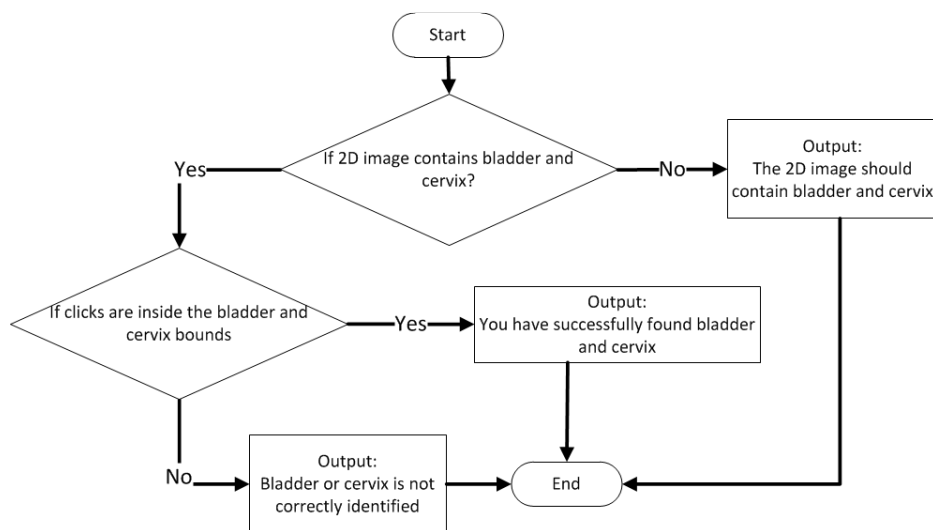 Start
If 2D image contains bladder and
cervix?
Yes
No
Output:
The 2D image should
contain bladder and cervix
If clicks are inside the bladder and
cervix bounds
Yes
Output:
You have successfully found bladder
and cervix
No
Output:
Bladder or cervix is not
correctly identified
End